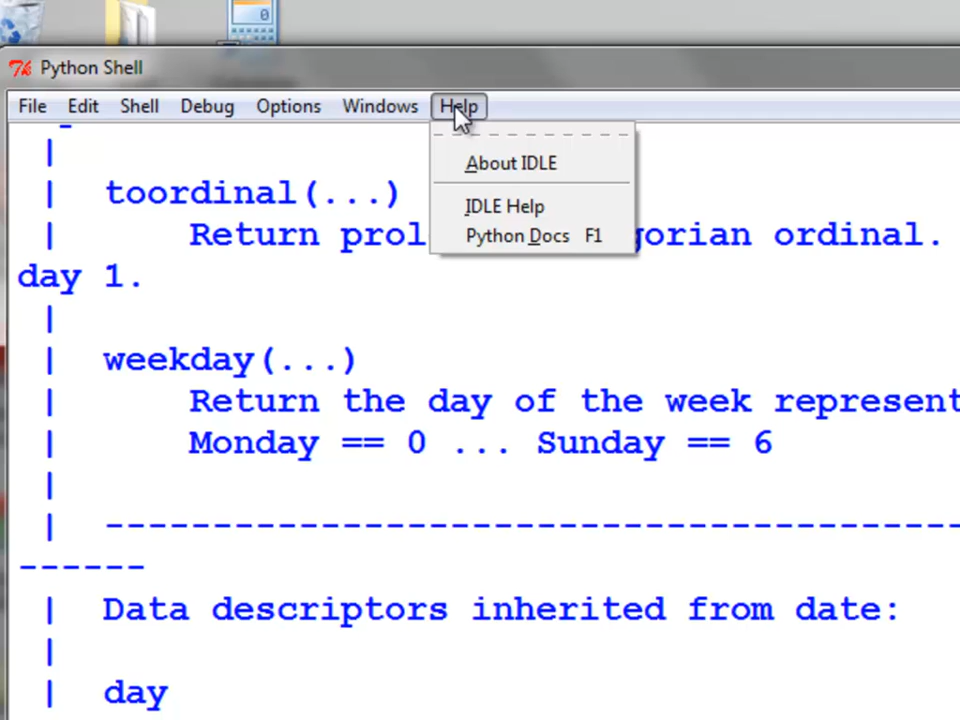 0
Python Shell
File Edit Shell Debug Options Windows Help
About IDLE
IDLE Help
Python Docs F1
|
| toordinal(...)
| Return gorian ordinal.
day 1.
|
| weekday(...)
| Return the day of the week
| Monday == 0 ... Sunday == 6
|
| ----------------------------------------
------
| Data descriptors inherited from date:
|
| day